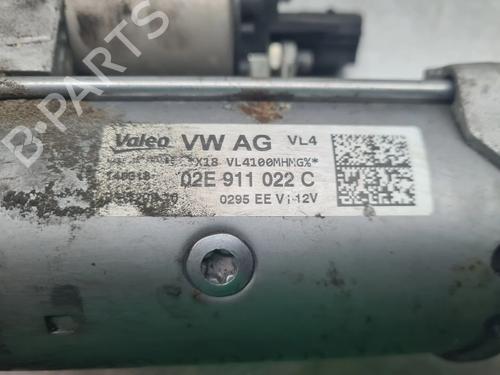 Valeo VW AG VL4
*X18 VL4100MHMG%*
02E 911 022 C
0295 EE V: 12V
B-PARTS